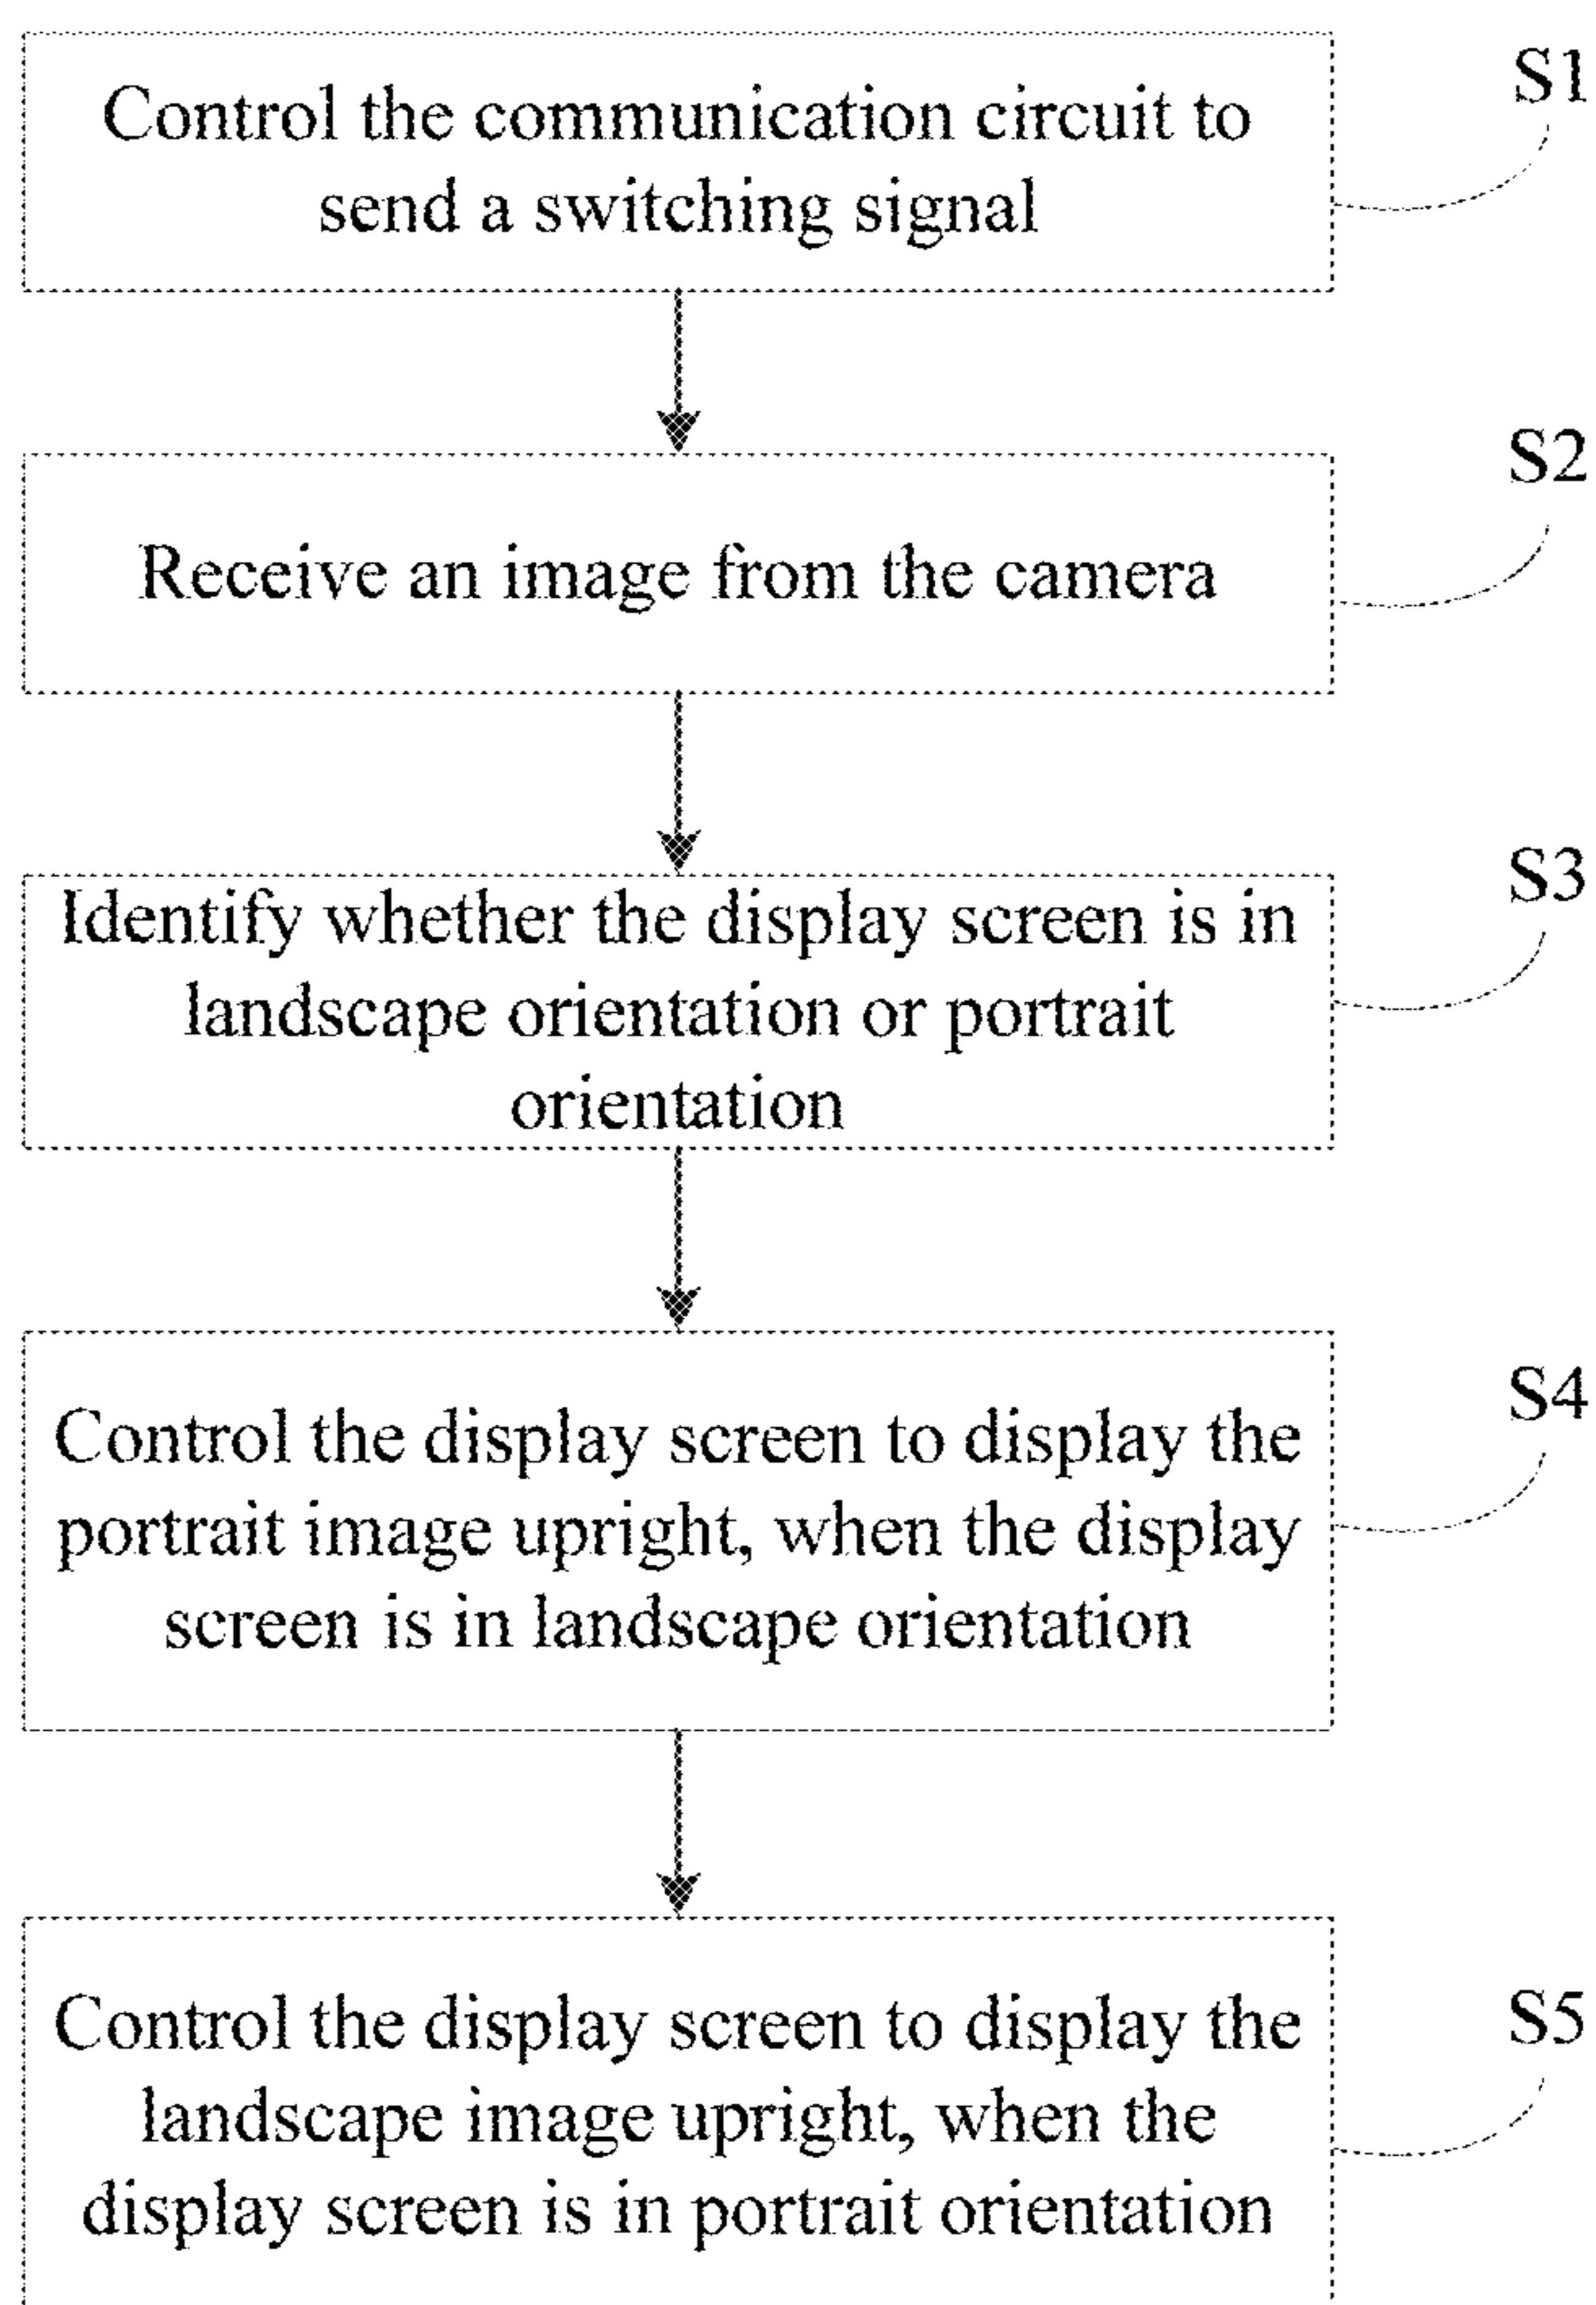 Control the communication circuit to
send a switching signal
S1
Receive an image from the camera
S2
Identify whether the display screen is in
landscape orientation or portrait
orientation
S3
Control the display screen to display the
portrait image upright, when the display
screen is in landscape orientation
S4
Control the display screen to display the
landscape image upright, when the
display screen is in portrait orientation
S5